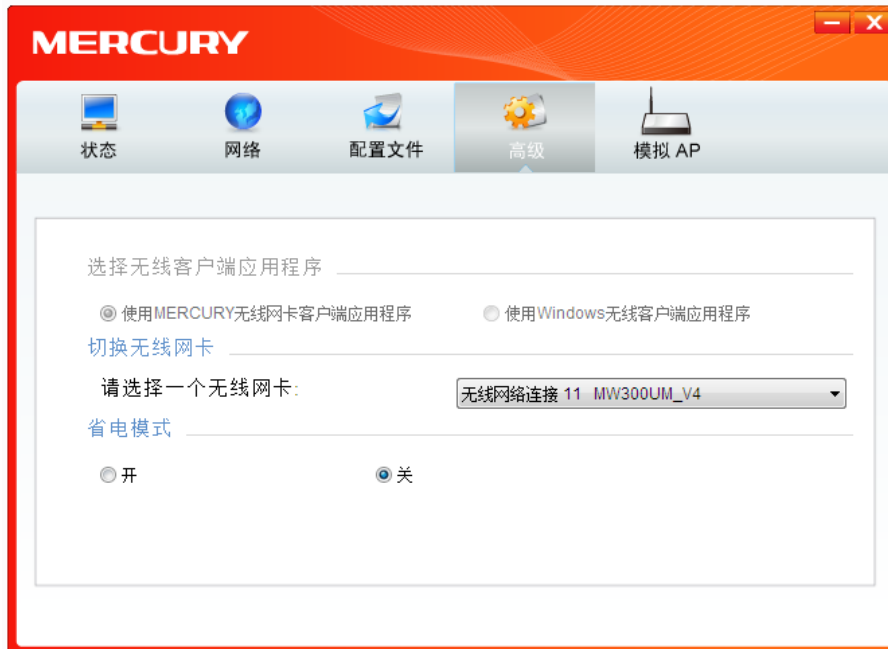 MERCURY
状态 网络 配置文件 高级 模拟 AP
选择无线客户端应用程序
使用MERCURY无线网卡客户端应用程序 使用Windows无线客户端应用程序
切换无线网卡
请选择一个无线网卡: 无线网络连接 11 MW300UM_V4
省电模式
开 关